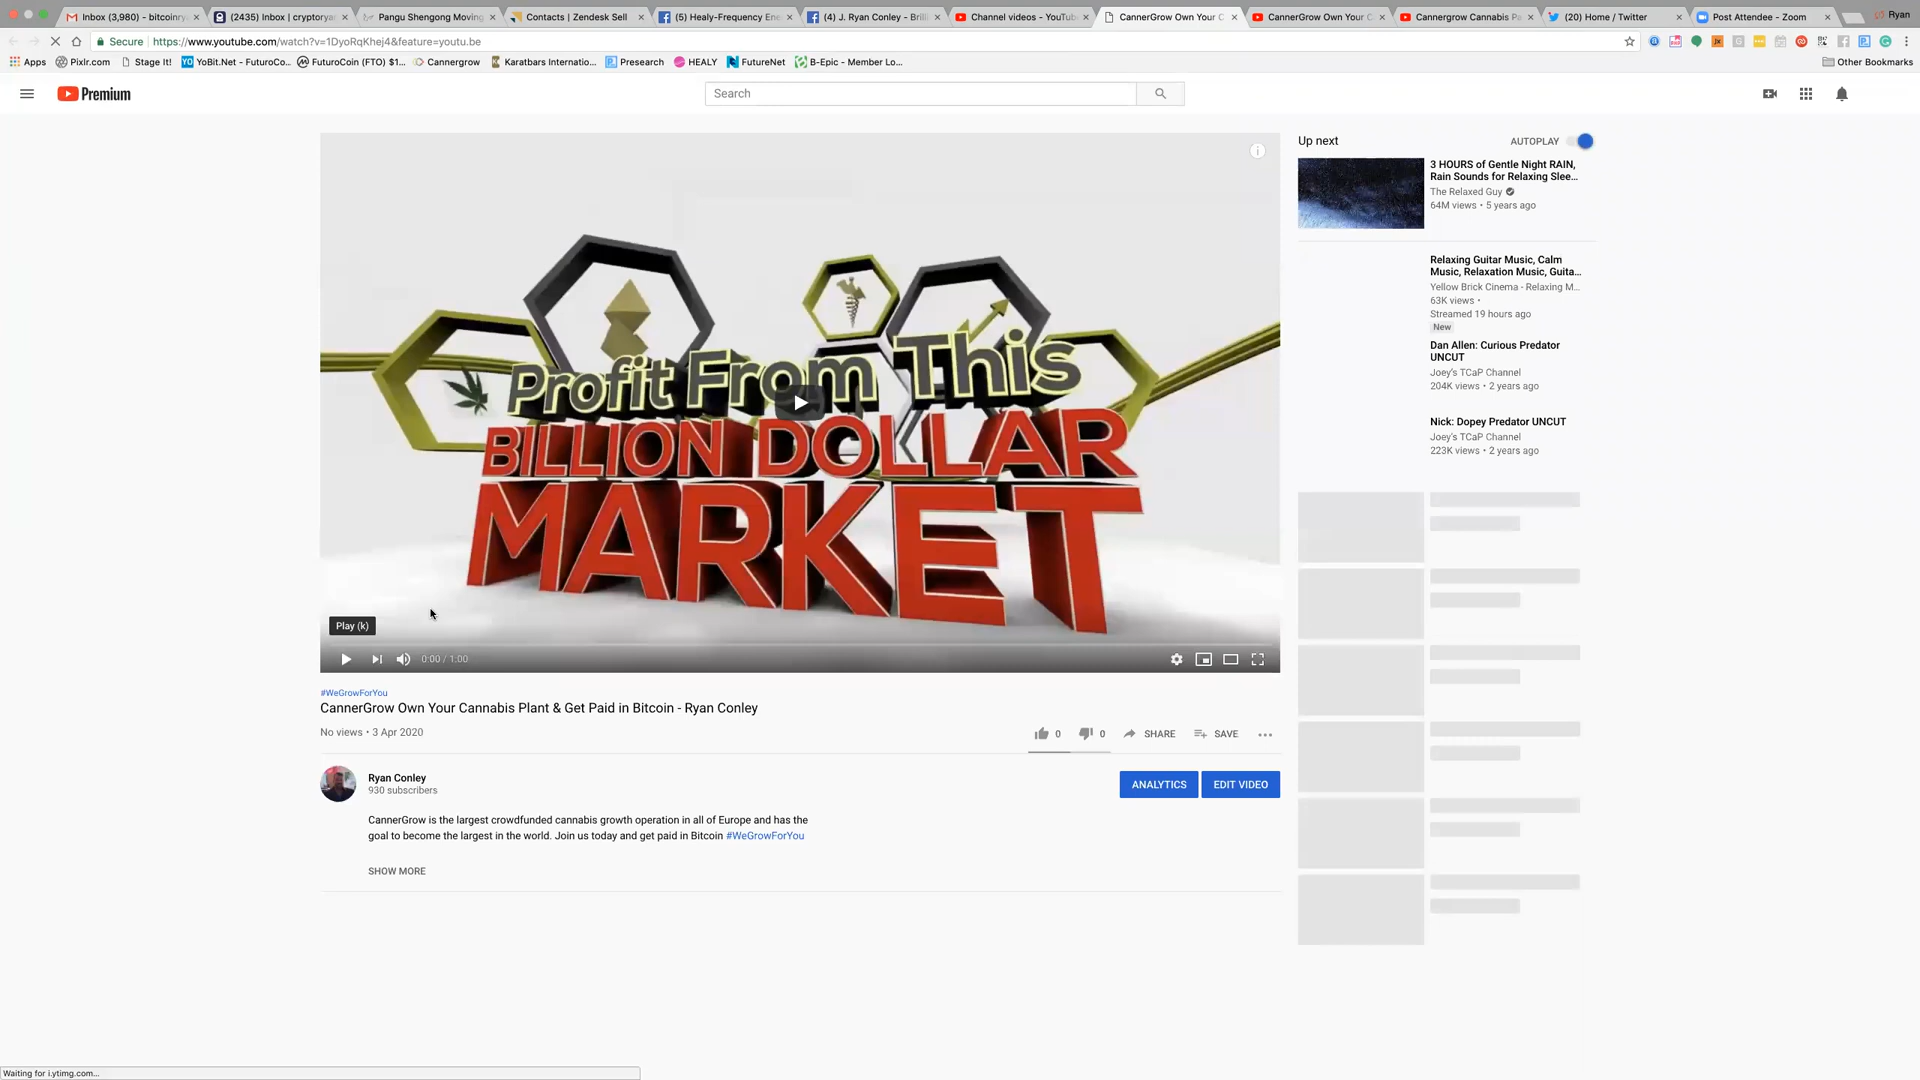 Inbox (3,980) - bitcoinry
(2435) Inbox | cryptorya
Pangu Shengong Moving
Contacts | Zendesk Sell
(5) Healy-Frequency Ene
(4) J. Ryan Conley - Brill
Channel videos - YouTub
CannerGrow Own Your C
CannerGrow Own Your C
Cannergrow Cannabis Pa
(20) Home / Twitter
Post Attendee - Zoom
Ryan
Secure
https://www.youtube.com/watch?v=1DyoRqKhej4&feature=youtu.be
Apps
Pixlr.com
Stage It!
YoBit.Net - FuturoCo...
FuturoCoin (FTO) $1...
Cannergrow
Karatbars Internatio...
Presearch
HEALY
FutureNet
B-Epic - Member Lo...
Other Bookmarks
Premium
Search
Profit From This
BILLION DOLLAR
MARKET
Play (k)
0:00 / 1:00
#WeGrowForYou
CannerGrow Own Your Cannabis Plant & Get Paid in Bitcoin - Ryan Conley
No views • 3 Apr 2020
0
0
SHARE
SAVE
Ryan Conley
930 subscribers
ANALYTICS
EDIT VIDEO
CannerGrow is the largest crowdfunded cannabis growth operation in all of Europe and has the
goal to become the largest in the world. Join us today and get paid in Bitcoin #WeGrowForYou
SHOW MORE
Up next
AUTOPLAY
3 HOURS of Gentle Night RAIN,
Rain Sounds for Relaxing Slee...
The Relaxed Guy
64M views • 5 years ago
Relaxing Guitar Music, Calm
Music, Relaxation Music, Guita...
Yellow Brick Cinema - Relaxing M...
63K views •
Streamed 19 hours ago
New
Dan Allen: Curious Predator
UNCUT
Joey's TCaP Channel
204K views • 2 years ago
Nick: Dopey Predator UNCUT
Joey's TCaP Channel
223K views • 2 years ago
Waiting for i.ytimg.com...